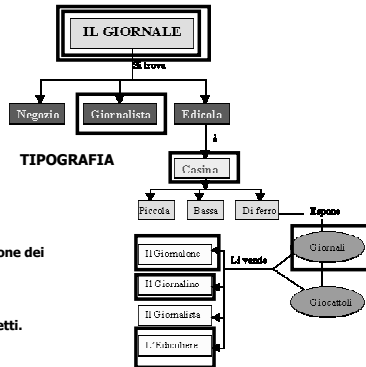 IL GIORNALE
Si trova
Negozio Giornalista Edicola
è
TIPOGRAFIA
Casina
Piccola Bassa Di ferro Espone
one dei
Il Giornalone Giornali
Li vende
Il Giornalino
Giocattoli
Il Giornalista
etti.
L'Edicoliere